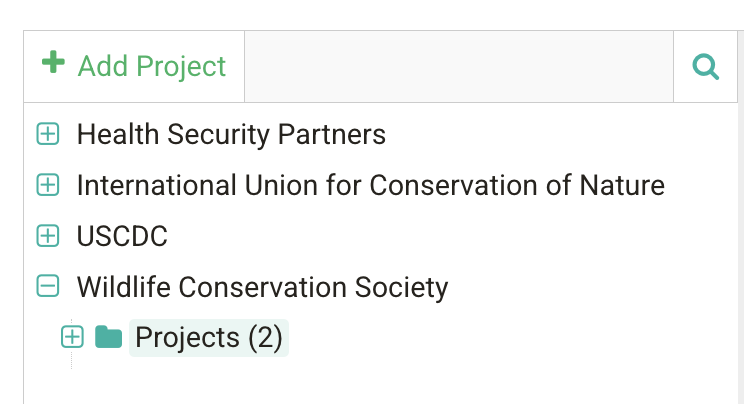 Add Project
Health Security Partners
International Union for Conservation of Nature
USCDC
Wildlife Conservation Society
Projects (2)